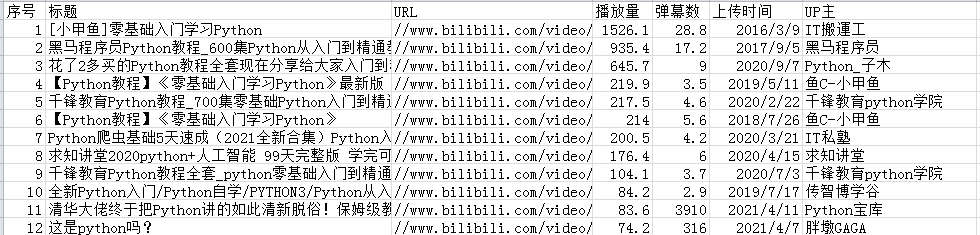 序号 标题 URL 播放量 弹幕数 上传时间 UP主
1 [小甲鱼]零基础入门学习Python //www.bilibili.com/video/ 1526.1 28.8 2016/3/9 IT搬運工
2 黑马程序员Python教程_600集Python从入门到精通教 //www.bilibili.com/video/ 935.4 17.2 2017/9/5 黑马程序员
3 花了2多买的Python教程全套现在分享给大家入门到 //www.bilibili.com/video/ 645.7 9 2020/9/7 Python_子木
4 【Python教程】《零基础入门学习Python》最新版 //www.bilibili.com/video/ 219.9 3.5 2019/5/11 鱼C-小甲鱼
5 千锋教育Python教程_700集零基础Python入门到精 //www.bilibili.com/video/ 217.5 4.6 2020/2/22 千锋教育python学院
6 【Python教程】《零基础入门学习Python》 //www.bilibili.com/video/ 214 5.6 2018/7/26 鱼C-小甲鱼
7 Python爬虫基础5天速成（2021全新合集）Python入 //www.bilibili.com/video/ 200.5 4.2 2020/3/21 IT私塾
8 求知讲堂2020python+人工智能 99天完整版 学完可 //www.bilibili.com/video/ 176.4 6 2020/4/15 求知讲堂
9 千锋教育Python教程全套_python零基础入门到精通 //www.bilibili.com/video/ 104.1 3.7 2020/7/3 千锋教育python学院
10 全新Python入门/Python自学/PYTHON3/Python从入 //www.bilibili.com/video/ 84.2 2.9 2019/7/17 传智博学谷
11 清华大佬终于把Python讲的如此清新脱俗！保姆级教 //www.bilibili.com/video/ 83.6 3910 2021/4/11 Python宝库
12 这是python吗？ //www.bilibili.com/video/ 74.2 316 2021/4/7 胖墩GAGA